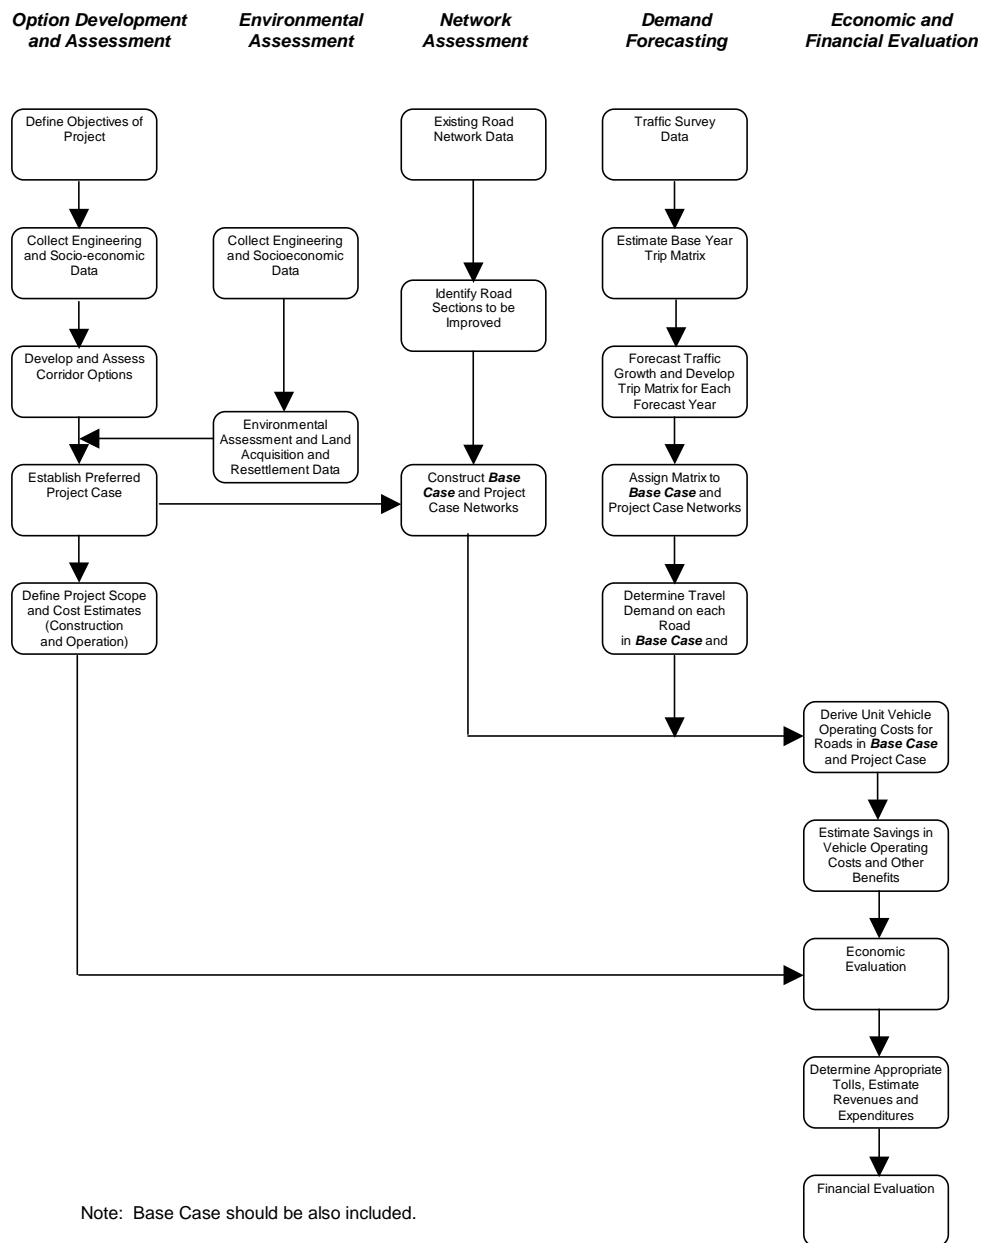 Option Development
and Assessment
Environmental
Assessment
Network
Assessment
Demand
Forecasting
Economic and
Financial Evaluation
Define Objectives of
Project
Existing Road
Network Data
Traffic Survey
Data
Collect Engineering
and Socio-economic
Data
Collect Engineering
and Socioeconomic
Data
Estimate Base Year
Trip Matrix
Identify Road
Sections to be
Improved
Develop and Assess
Corridor Options
Forecast Traffic
Growth and Develop
Trip Matrix for Each
Forecast Year
Environmental
Assessment and Land
Acquisition and
Resettlement Data
Establish Preferred
Project Case
Construct Base
Case and Project
Case Networks
Assign Matrix to
Base Case and
Project Case Networks
Define Project Scope
and Cost Estimates
(Construction
and Operation)
Determine Travel
Demand on each
Road
in Base Case and
Derive Unit Vehicle
Operating Costs for
Roads in Base Case
and Project Case
Estimate Savings in
Vehicle Operating
Costs and Other
Benefits
Economic
Evaluation
Determine Appropriate
Tolls, Estimate
Revenues and
Expenditures
Financial Evaluation
Note: Base Case should be also included.